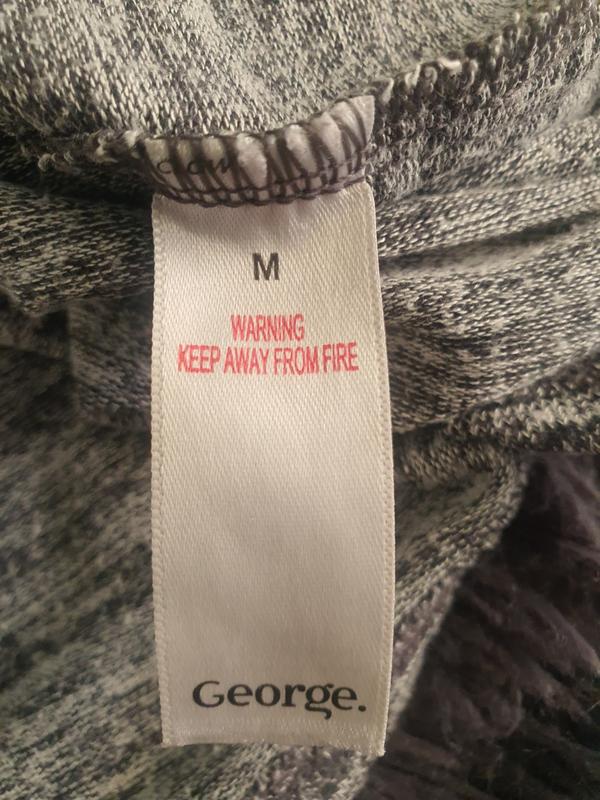 M
WARNING
KEEP AWAY FROM FIRE
George.